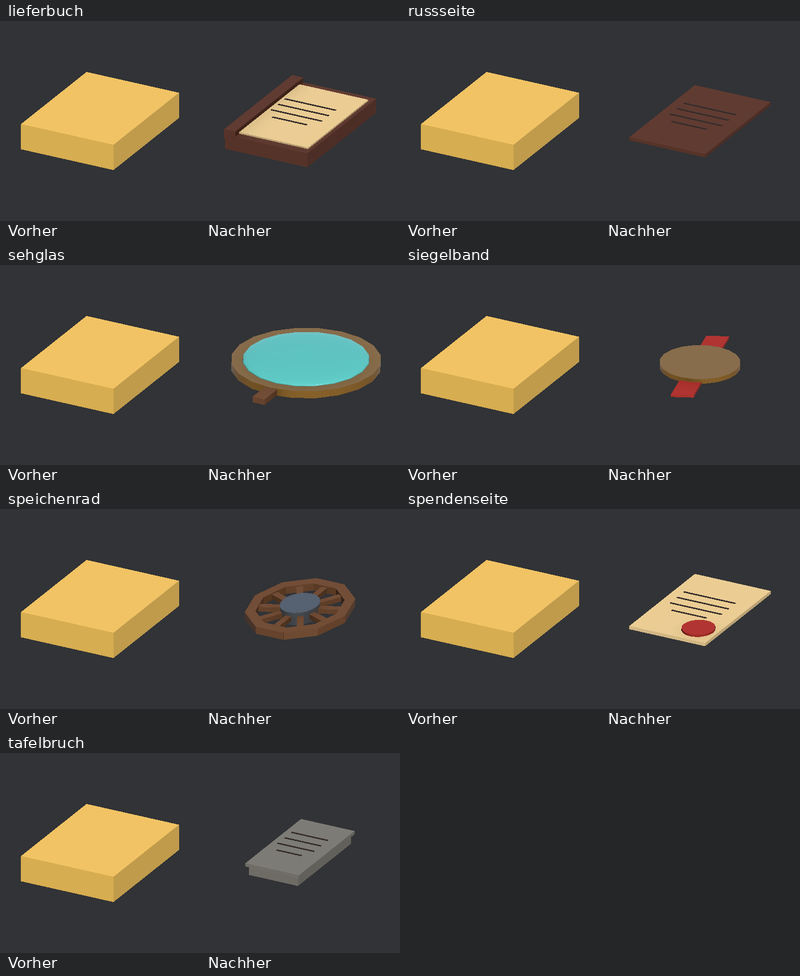 lieferbuch
russseite
Vorher
Nachher
Vorher
Nachher
sehglas
siegelband
Vorher
Nachher
Vorher
Nachher
speichenrad
spendenseite
Vorher
Nachher
Vorher
Nachher
tafelbruch
Vorher
Nachher